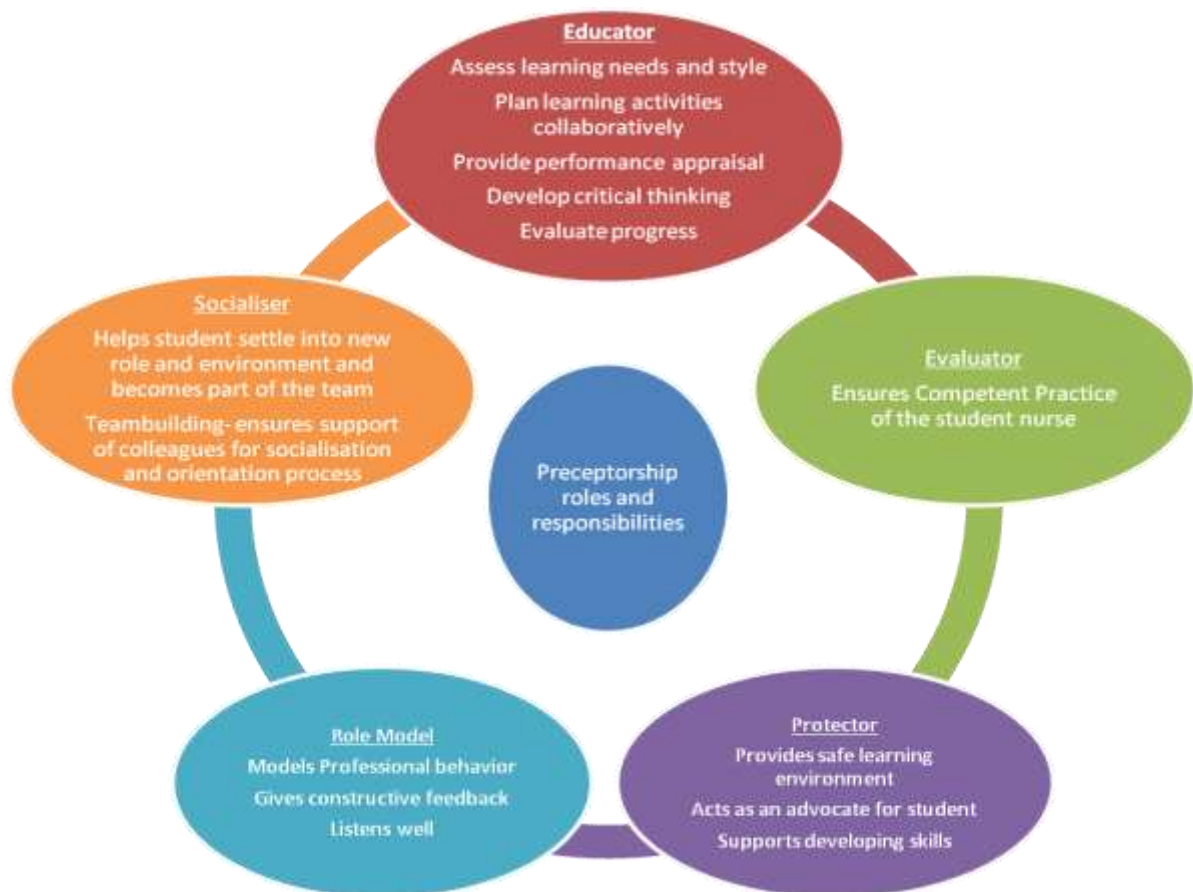 Educator
Assess learning needs and style
Plan learning activities
collaboratively
Provide performance appraisal
Develop critical thinking
Evaluate progress
Socialiser
Helps student settle into new
role and environment and
becomes part of the team
Teambuilding- ensures support
of colleagues for socialisation
and orientation process
Evaluator
Ensures Competent Practice
of the student nurse
Preceptorship
roles and
responsibilities
Role Model
Models Professional behavior
Gives constructive feedback
Listens well
Protector
Provides safe learning
environment
Acts as an advocate for student
Supports developing skills